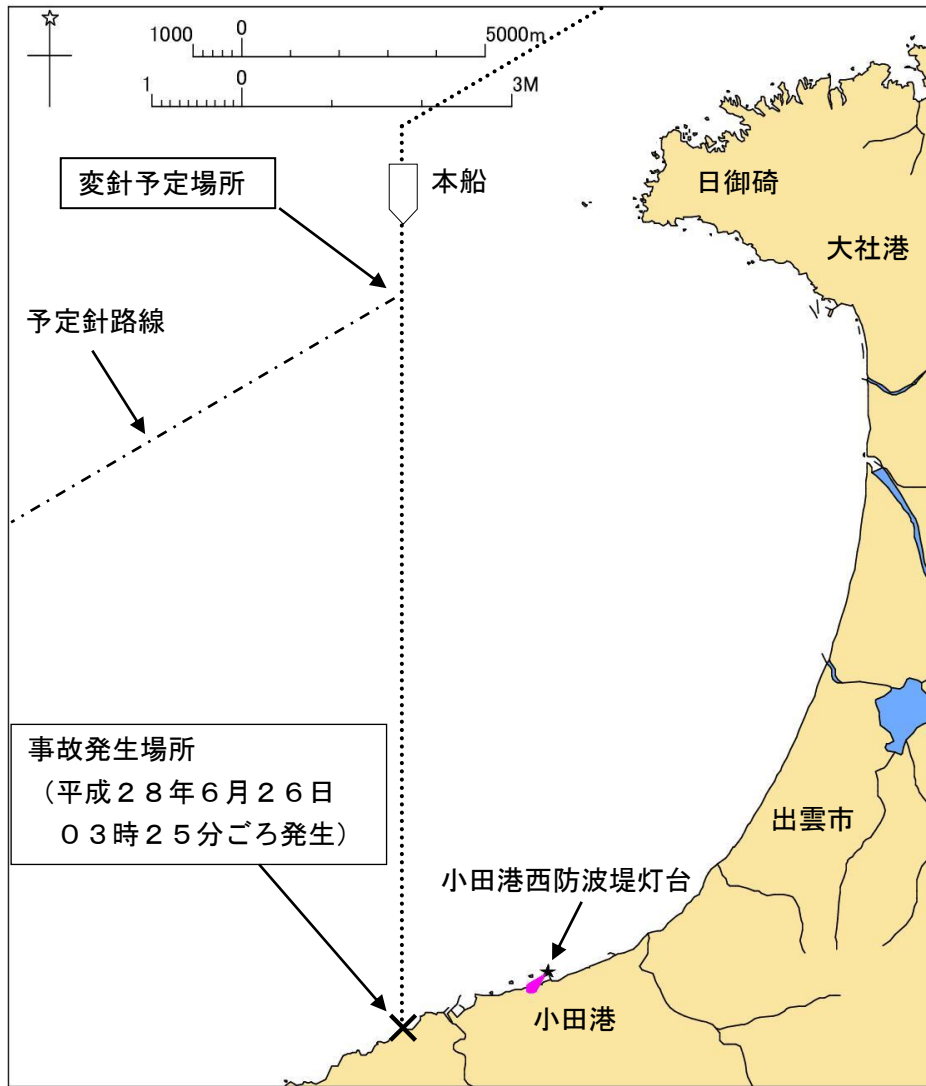 1000 0 5000m
1 0 3M
変針予定場所
本船
日御碕
大社港
予定針路線
事故発生場所
（平成２８年６月２６日
０３時２５分ごろ発生）
出雲市
小田港西防波堤灯台
小田港